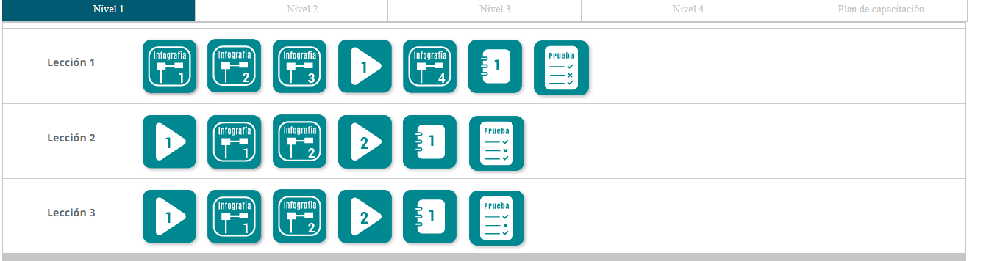 Nivel 1 Nivel 2 Nivel 3 Nivel 4 Plan de capacitación
Lección 1 Infografía 1 Infografía 2 Infografía 3 1 Infografía 4 1 Prueba
Lección 2 1 Infografía 1 Infografía 2 2 1 Prueba
Lección 3 1 Infografía 1 Infografía 2 2 1 Prueba